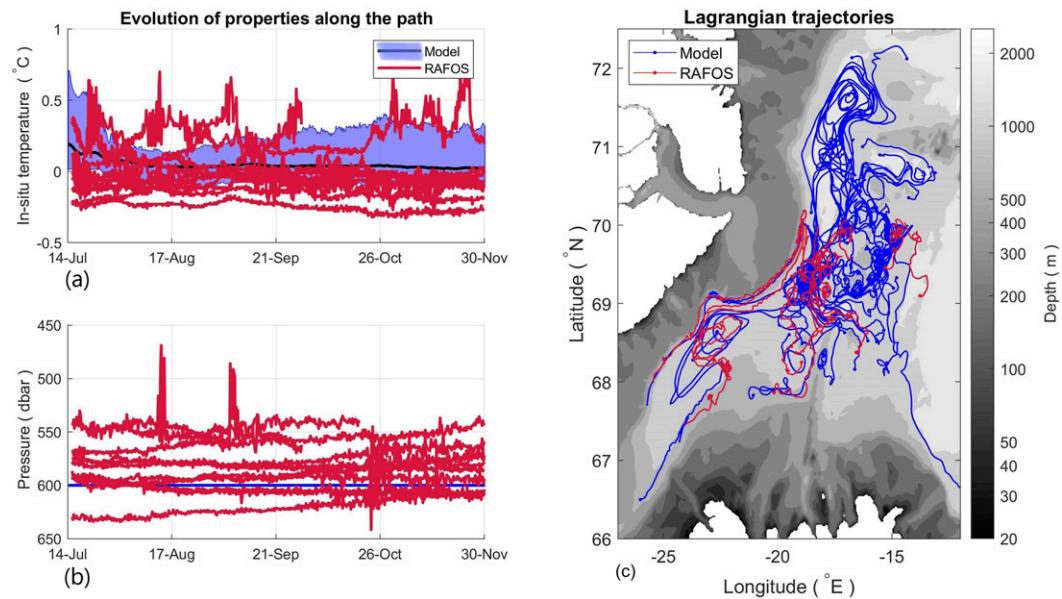 Evolution of properties along the path
In-situ temperature ( °C )
1
0.5
0
-0.5
14-Jul 17-Aug 21-Sep 26-Oct 30-Nov
Model
RAFOS
(a)
Pressure ( dbar )
450
500
550
600
650
14-Jul 17-Aug 21-Sep 26-Oct 30-Nov
(b)
Lagrangian trajectories
Model
RAFOS
Latitude ( °N )
72
71
70
69
68
67
66
-25 -20 -15
Longitude ( °E )
(c)
2000
1000
500
400
300
200
100
50
40
30
20
Depth ( m )